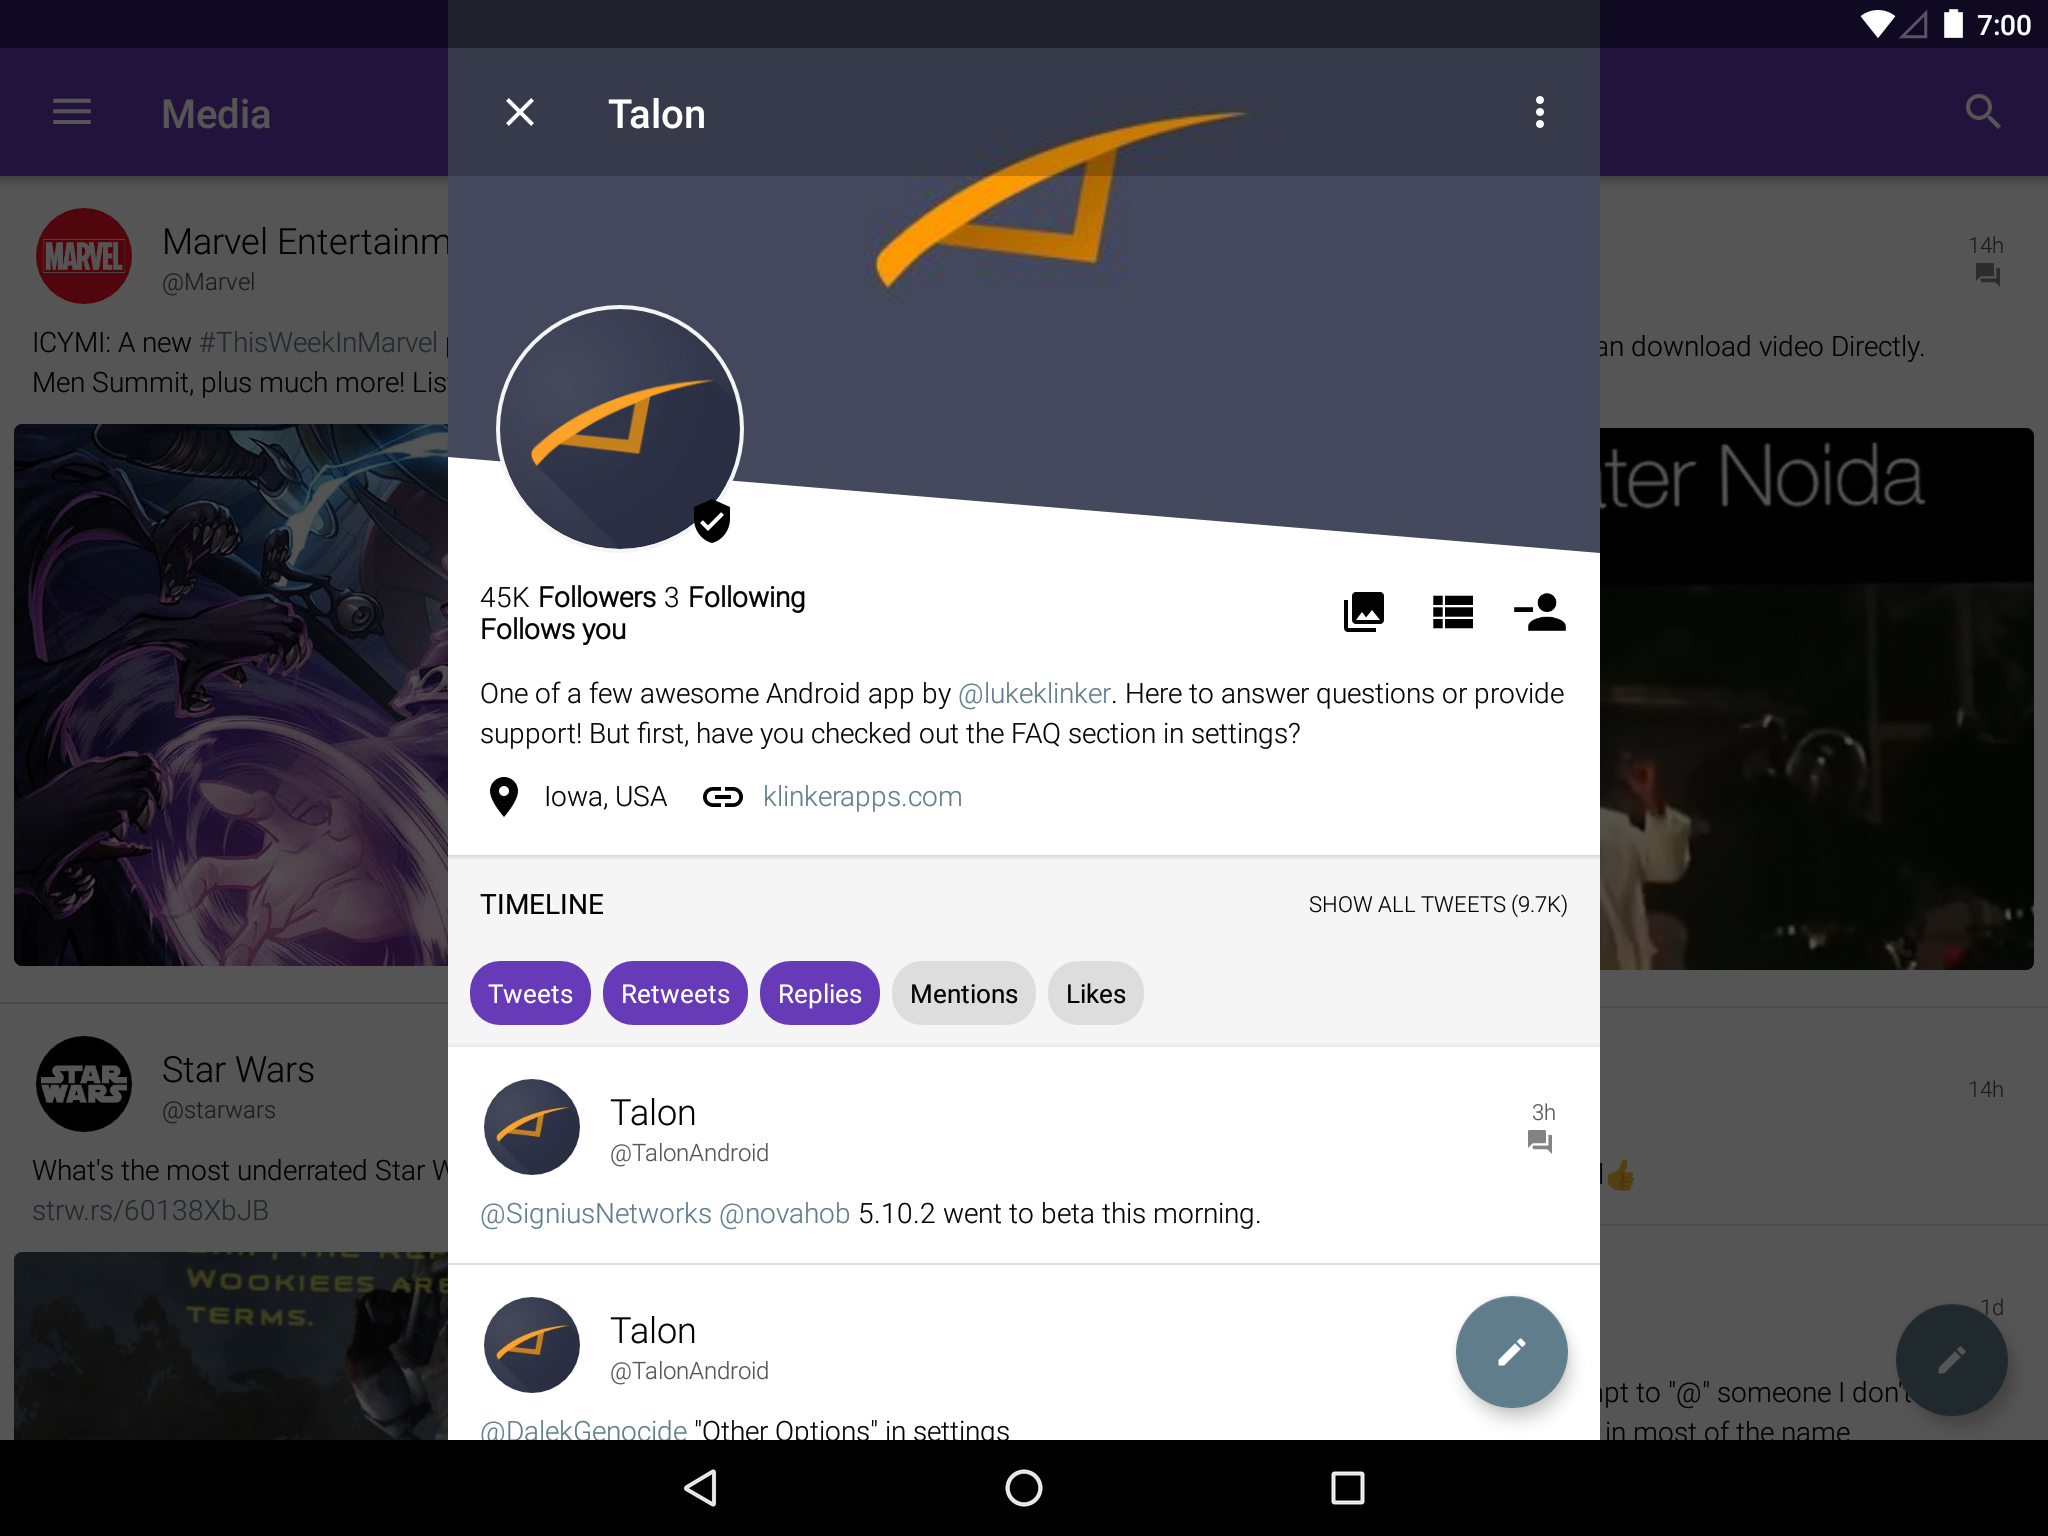 7:00
Media
Talon
MARVEL
Marvel Entertainm
@Marvel
14h
ICYMI: A new #ThisWeekInMarvel
Men Summit, plus much more! Lis
an download video Directly.
ter Noida
45K Followers 3 Following
Follows you
One of a few awesome Android app by @lukeklinker. Here to answer questions or provide
support! But first, have you checked out the FAQ section in settings?
Iowa, USA klinkerapps.com
TIMELINE
SHOW ALL TWEETS (9.7K)
Tweets Retweets Replies Mentions Likes
STAR WARS
Star Wars
@starwars
14h
What's the most underrated Star W
strw.rs/60138XbJB
WOOKIEES ARE
TERMS.
Talon
@TalonAndroid
3h
@SigniusNetworks @novahob 5.10.2 went to beta this morning.
Talon
@TalonAndroid
@DalekGenocide "Other Options" in settings
1d
pt to "@" someone I don't
in most of the name